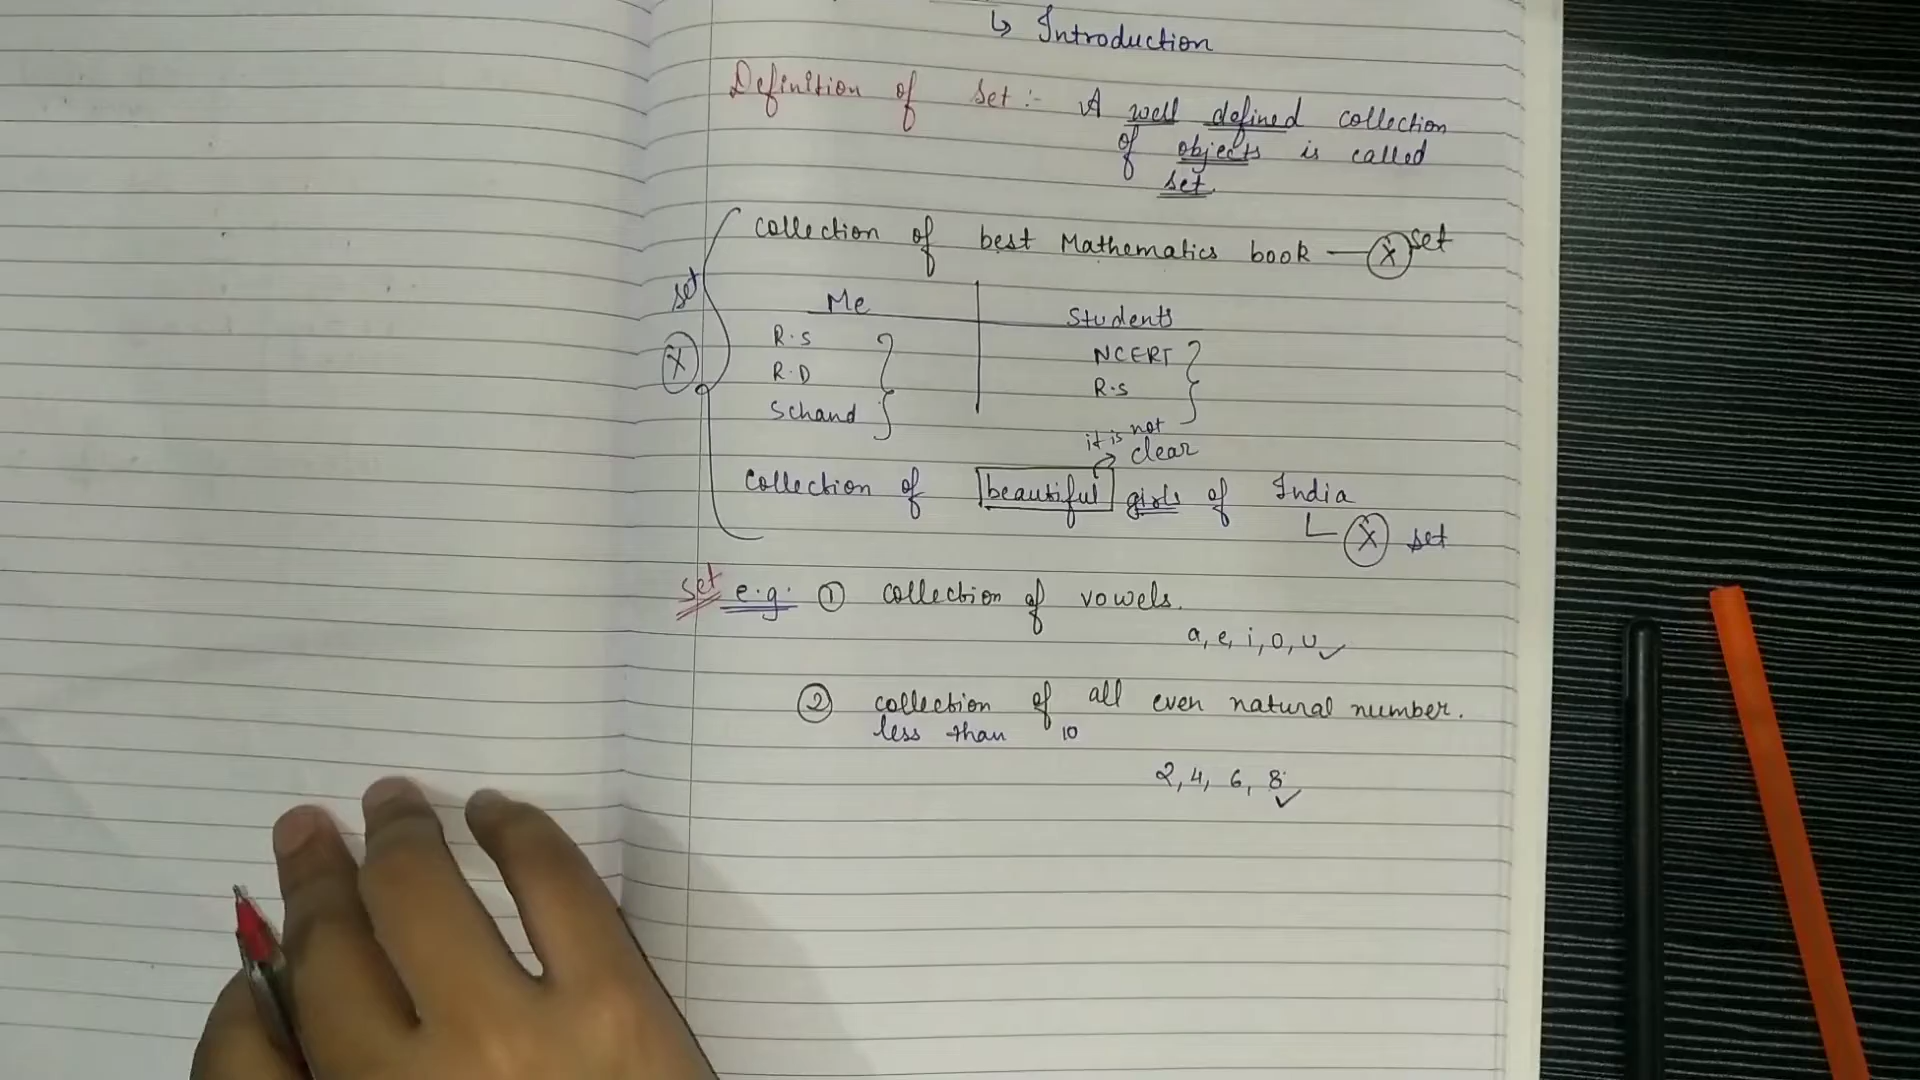 ↳ Introduction
Definition of set :- A well defined collection
of objects is called
set.
collection of best Mathematics book — X set
set
X
Me
Students
R.S
NCERT
R.D
R.S
Schand
it is not
clear
collection of beautiful girls of India
X set
set e.g. ① collection of vowels.
a, e, i, o, u ✓
② collection of all even natural number.
less than 10
2, 4, 6, 8 ✓